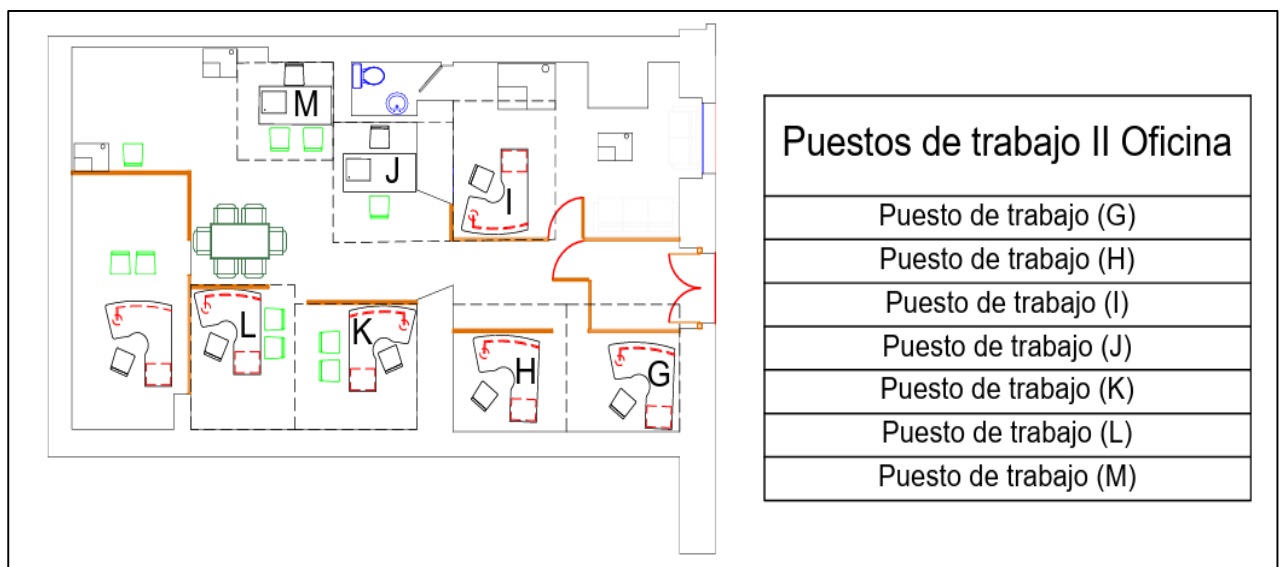 M
J
I
L
K
H
G
Puestos de trabajo II Oficina
Puesto de trabajo (G)
Puesto de trabajo (H)
Puesto de trabajo (I)
Puesto de trabajo (J)
Puesto de trabajo (K)
Puesto de trabajo (L)
Puesto de trabajo (M)